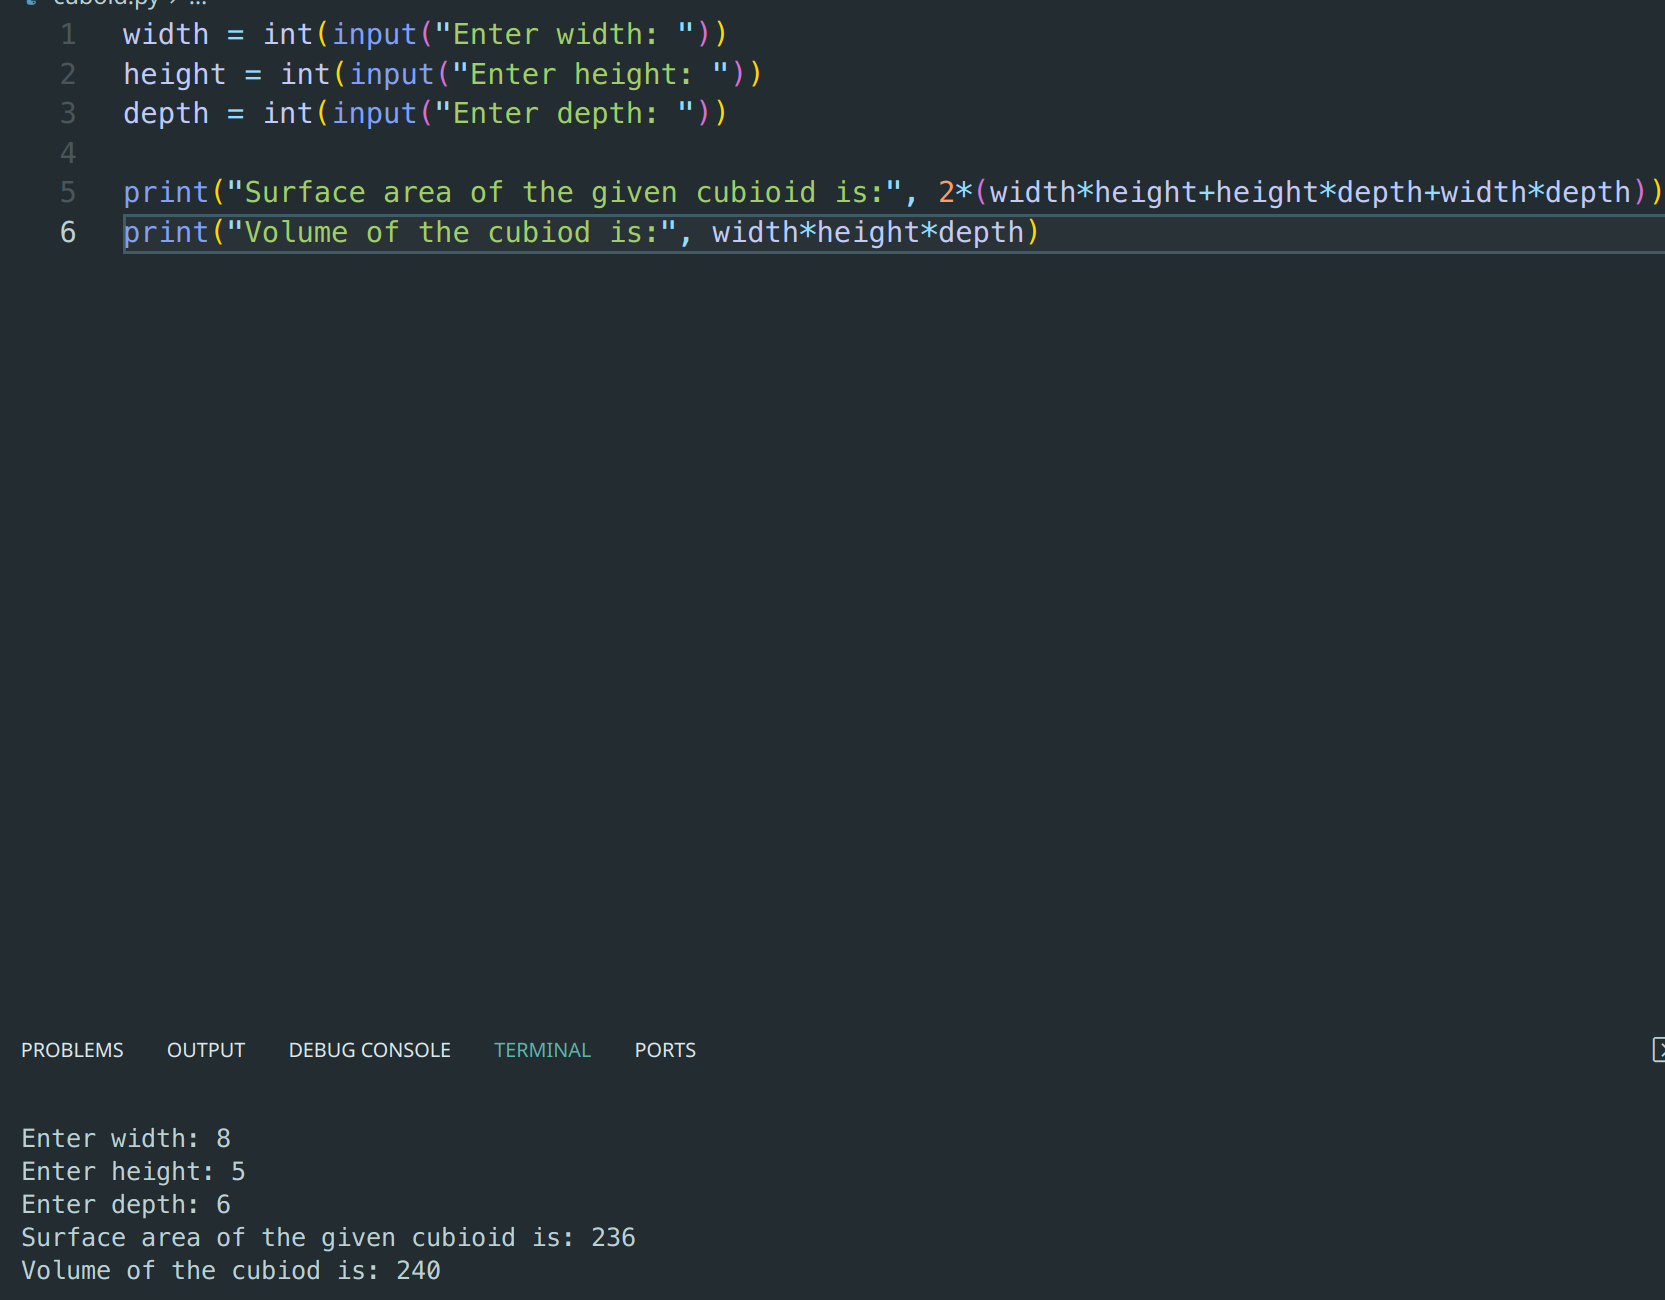 cuboid.py > ...
1 width = int(input("Enter width: "))
2 height = int(input("Enter height: "))
3 depth = int(input("Enter depth: "))
4
5 print("Surface area of the given cubioid is:", 2*(width*height+height*depth+width*depth))
6 print("Volume of the cubiod is:", width*height*depth)
PROBLEMS OUTPUT DEBUG CONSOLE TERMINAL PORTS
Enter width: 8
Enter height: 5
Enter depth: 6
Surface area of the given cubioid is: 236
Volume of the cubiod is: 240